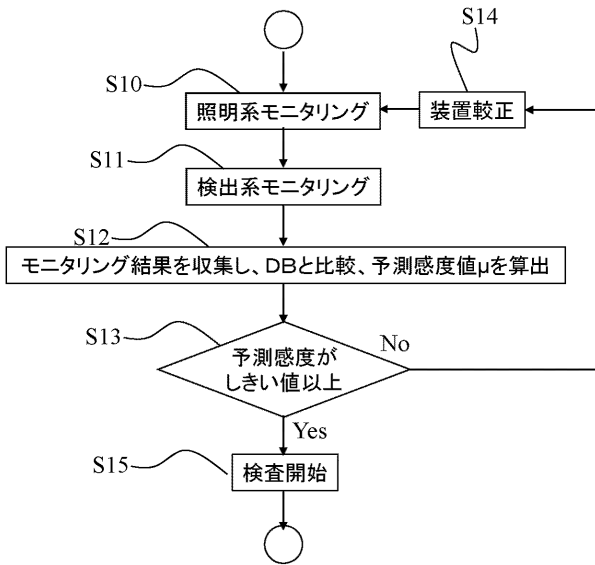 S14
S10
照明系モニタリング
装置較正
S11
検出系モニタリング
S12
モニタリング結果を収集し、DBと比較、予測感度値μを算出
S13
予測感度が
しきい値以上
No
Yes
S15
検査開始